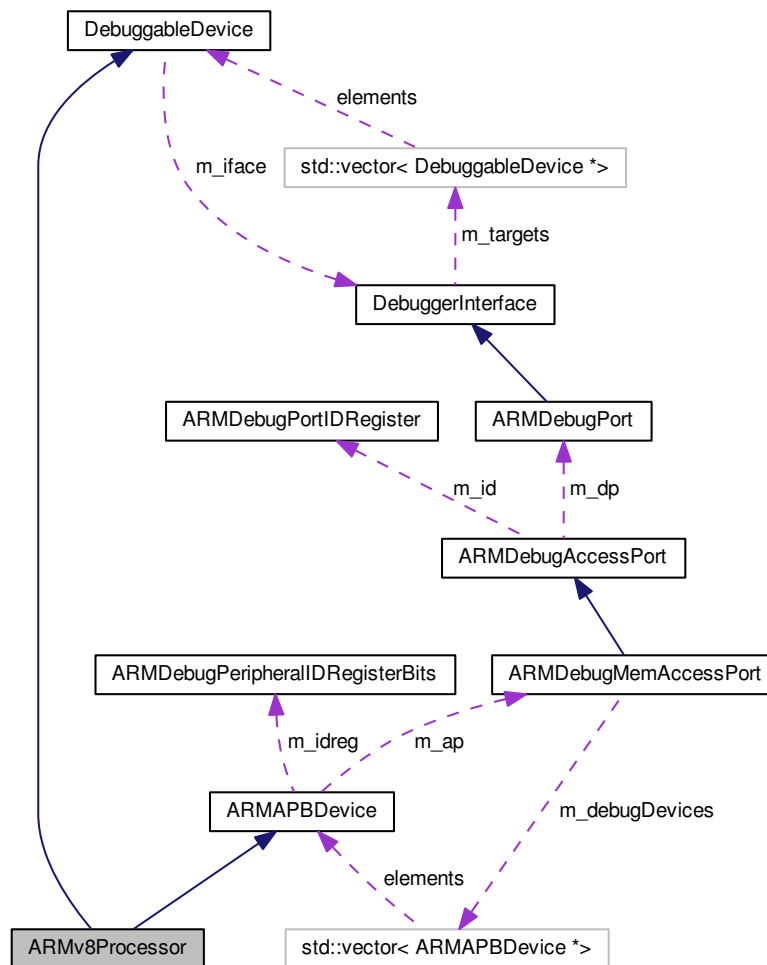 DebuggableDevice
elements
m_iface
std::vector< DebuggableDevice *>
m_targets
DebuggerInterface
ARMDebugPortIDRegister
ARMDebugPort
m_id
m_dp
ARMDebugAccessPort
ARMDebugPeripheralIDRegisterBits
ARMDebugMemAccessPort
m_idreg
m_ap
m_debugDevices
ARMAPBDevice
elements
ARMv8Processor
std::vector< ARMAPBDevice *>